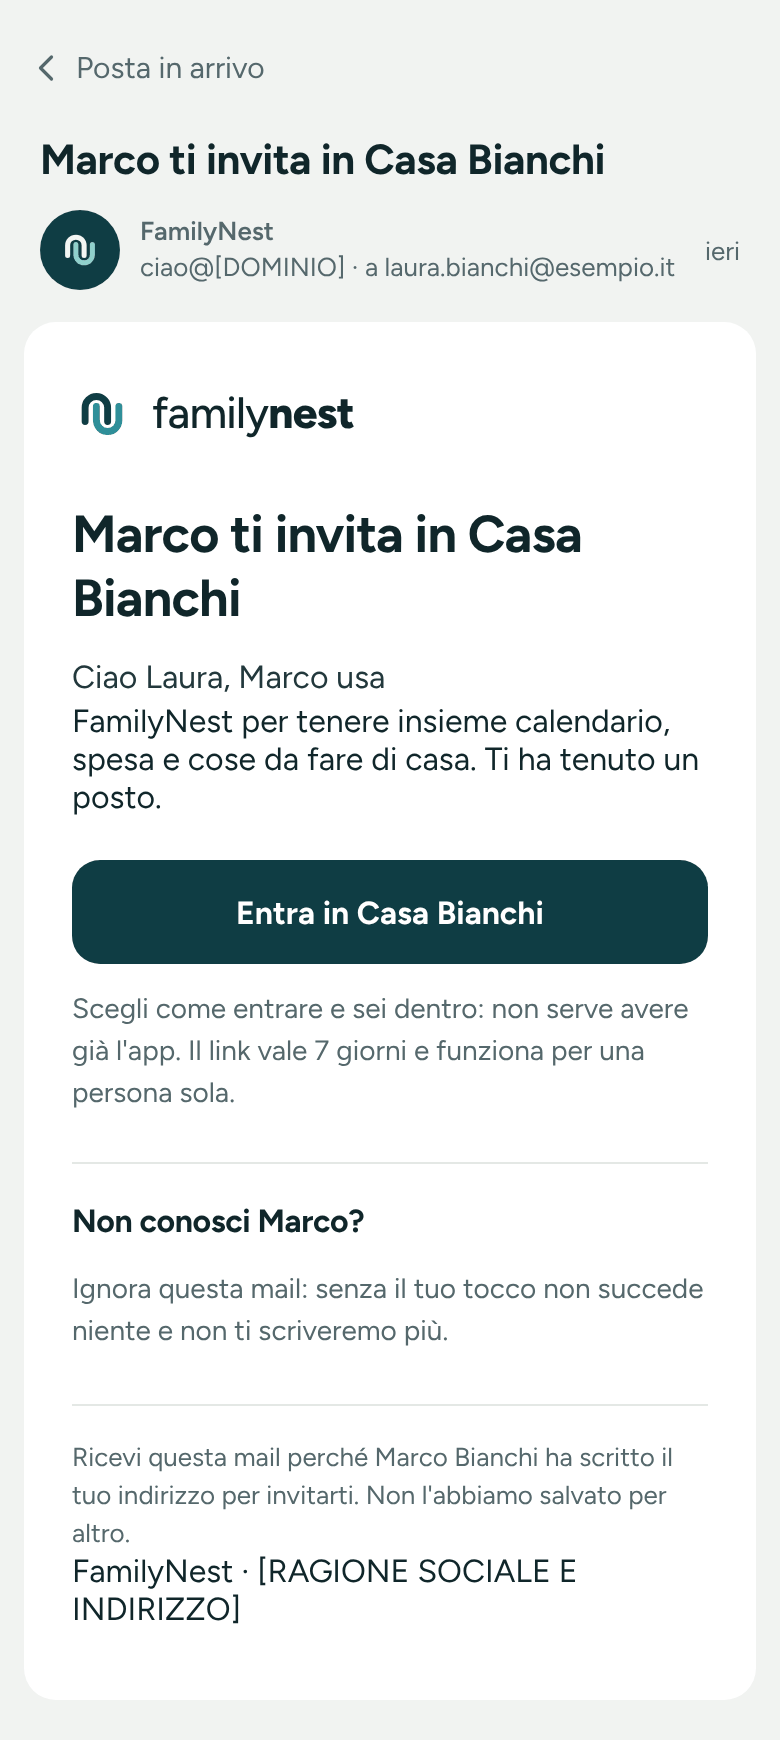 Posta in arrivo
Marco ti invita in Casa Bianchi
FamilyNest
ciao@[DOMINIO] · a laura.bianchi@esempio.it
ieri
familynest
Marco ti invita in Casa
Bianchi
Ciao Laura, Marco usa
FamilyNest per tenere insieme calendario,
spesa e cose da fare di casa. Ti ha tenuto un
posto.
Entra in Casa Bianchi
Scegli come entrare e sei dentro: non serve avere
già l'app. Il link vale 7 giorni e funziona per una
persona sola.
Non conosci Marco?
Ignora questa mail: senza il tuo tocco non succede
niente e non ti scriveremo più.
Ricevi questa mail perché Marco Bianchi ha scritto il
tuo indirizzo per invitarti. Non l'abbiamo salvato per
altro.
FamilyNest · [RAGIONE SOCIALE E
INDIRIZZO]